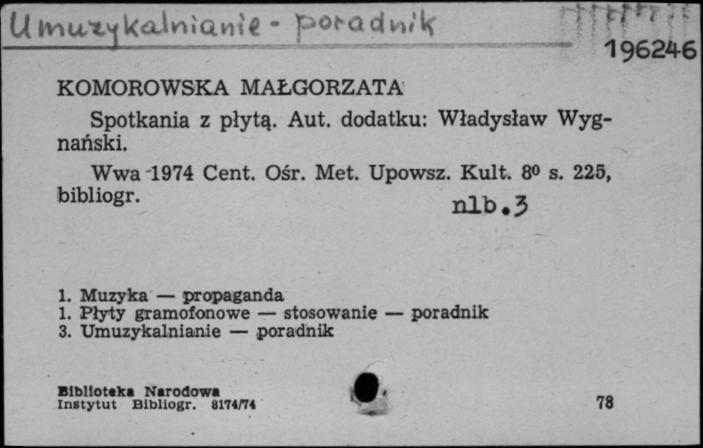 Umuzykalnianie - poradnik
196246
KOMOROWSKA MAŁGORZATA
Spotkania z płytą. Aut. dodatku: Władysław Wyg-
nański.
Wwa 1974 Cent. Ośr. Met. Upowsz. Kult. 8⁰ s. 225,
bibliogr.
nlb.3
1. Muzyka — propaganda
1. Płyty gramofonowe — stosowanie — poradnik
3. Umuzykalnianie — poradnik
Biblioteka Narodowa
Instytut Bibliogr. 8174/74
78